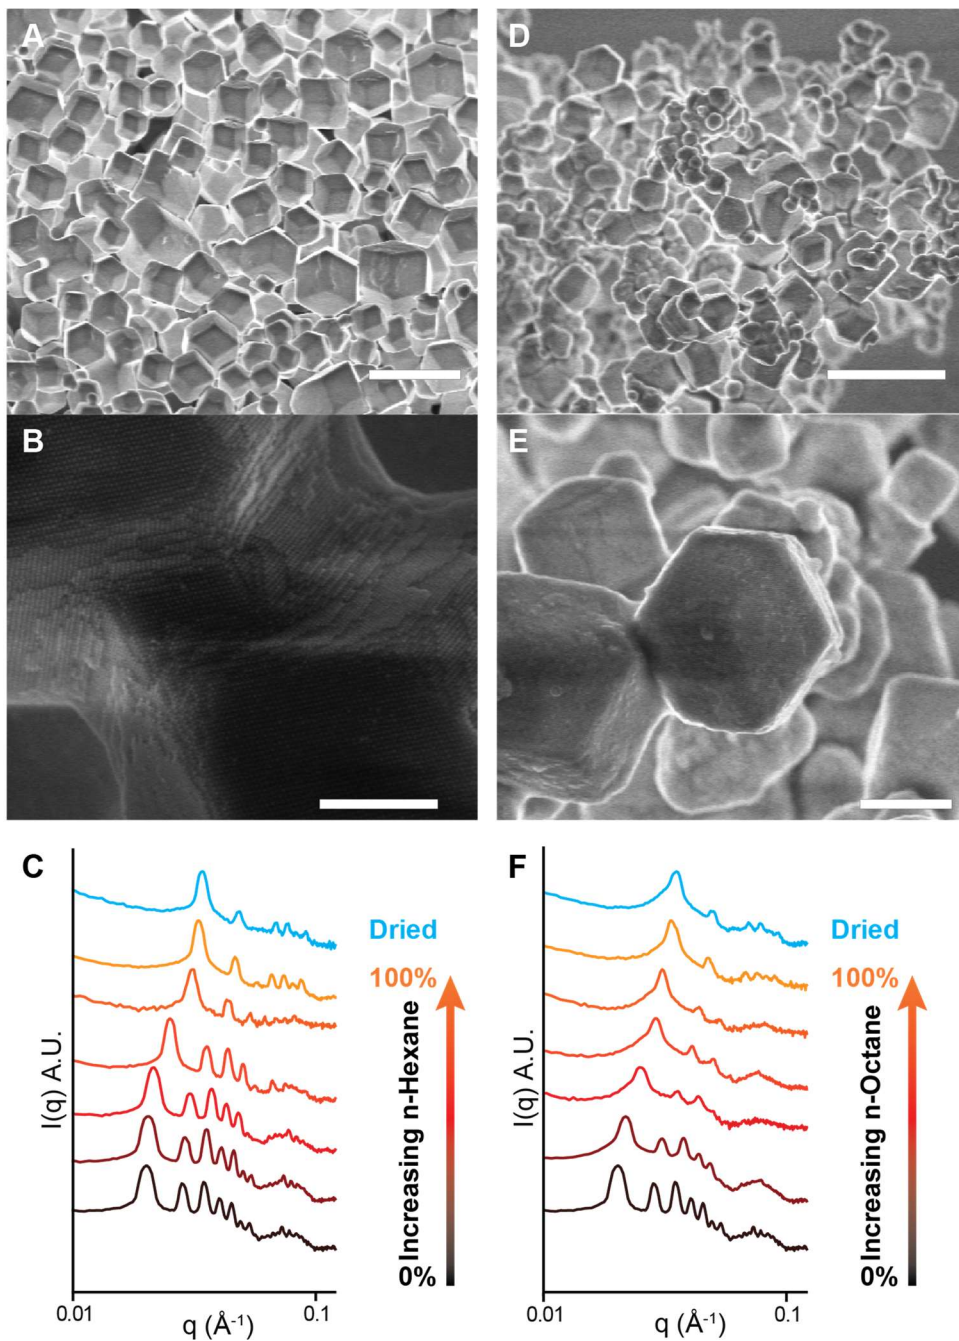 A
D
B
E
C
Dried
100%
Increasing n-Hexane
0%
I(q) A.U.
0.01
0.1
q (Å⁻¹)
F
Dried
100%
Increasing n-Octane
0%
I(q) A.U.
0.01
0.1
q (Å⁻¹)